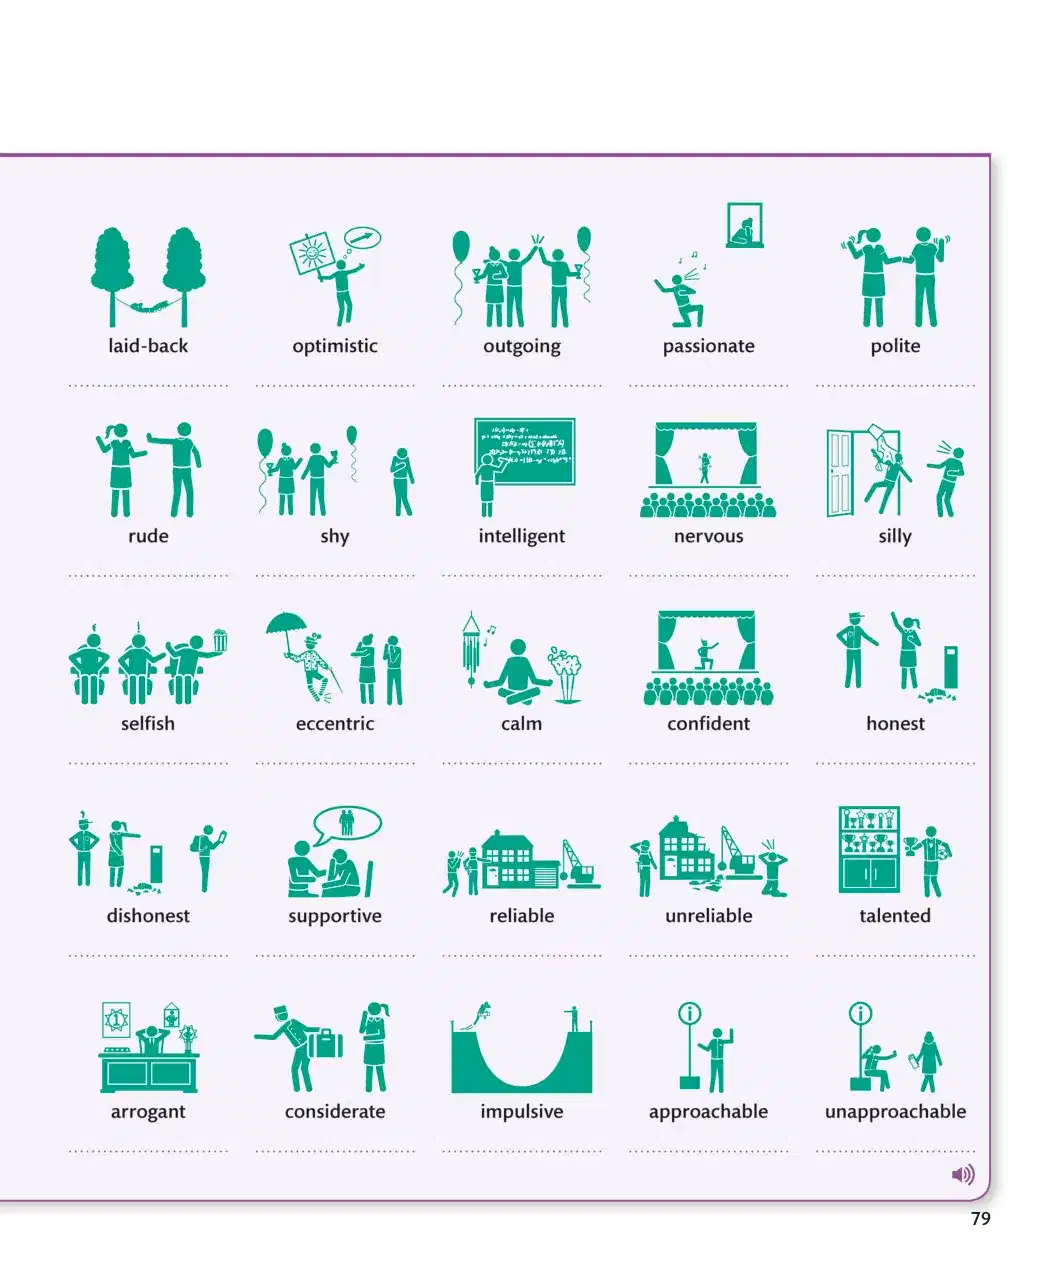 laid-back
optimistic
outgoing
passionate
polite
rude
shy
intelligent
nervous
silly
selfish
eccentric
calm
confident
honest
dishonest
supportive
reliable
unreliable
talented
arrogant
considerate
impulsive
approachable
unapproachable
79